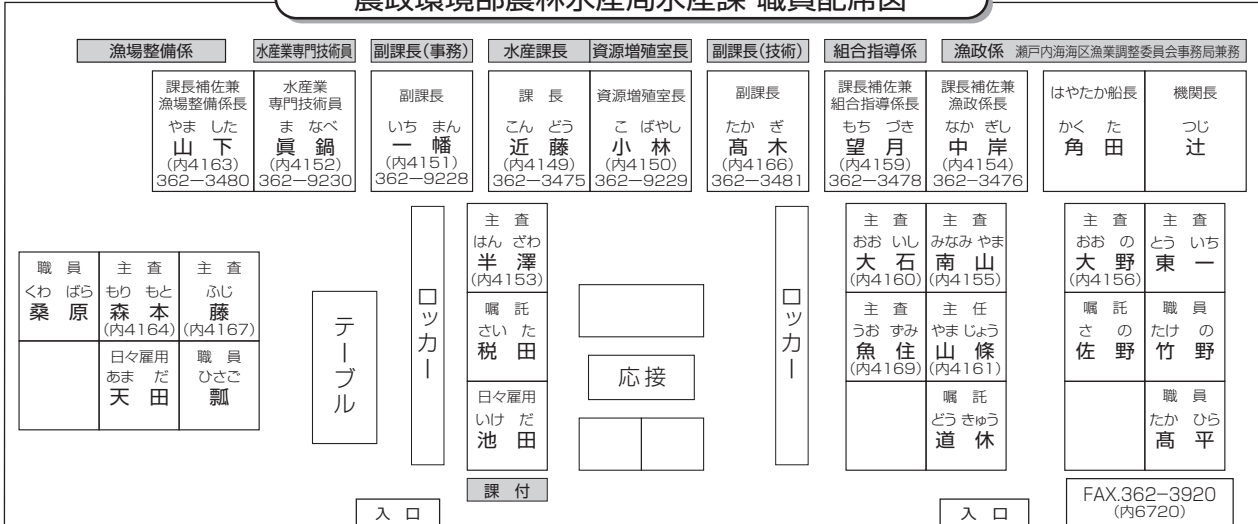 農政環境部農林水産局水産課 職員配席図
漁場整備係
水産業専門技術員
副課長(事務)
水産課長
資源増殖室長
副課長(技術)
組合指導係
漁政係 瀬戸内海海区漁業調整委員会事務局兼務
課長補佐兼
漁場整備係長
やま した
山 下
(内4163)
362-3480
水産業
専門技術員
ま なべ
眞 鍋
(内4152)
362-9230
副課長
いち まん
一 幡
(内4151)
362-9228
課 長
こん どう
近 藤
(内4149)
362-3475
資源増殖室長
こ ばやし
小 林
(内4150)
362-9229
副課長
たか ぎ
髙 木
(内4166)
362-3481
課長補佐兼
組合指導係長
もち づき
望 月
(内4159)
362-3478
課長補佐兼
漁政係長
なか ぎし
中 岸
(内4154)
362-3476
はやたか船長
かく た
角 田
機関長
つじ
辻
職 員
くわ ばら
桑 原
主 査
もり もと
森 本
(内4164)
主 査
ふじ
藤
(内4167)
日々雇用
あま だ
天 田
職 員
ひさご
瓢
テーブル
ロッカー
主 査
はん ざわ
半 澤
(内4153)
嘱 託
さい た
税 田
日々雇用
いけ だ
池 田
課 付
応接
ロッカー
主 査
おお いし
大 石
(内4160)
主 査
みなみ やま
南 山
(内4155)
主 査
うお ずみ
魚 住
(内4169)
主 任
やま じょう
山 條
(内4161)
嘱 託
どう きゅう
道 休
主 査
おお の
大 野
(内4156)
主 査
とう いち
東 一
嘱 託
さ の
佐 野
職 員
たけ の
竹 野
職 員
たか ひら
髙 平
入 口
入 口
FAX.362-3920
(内6720)